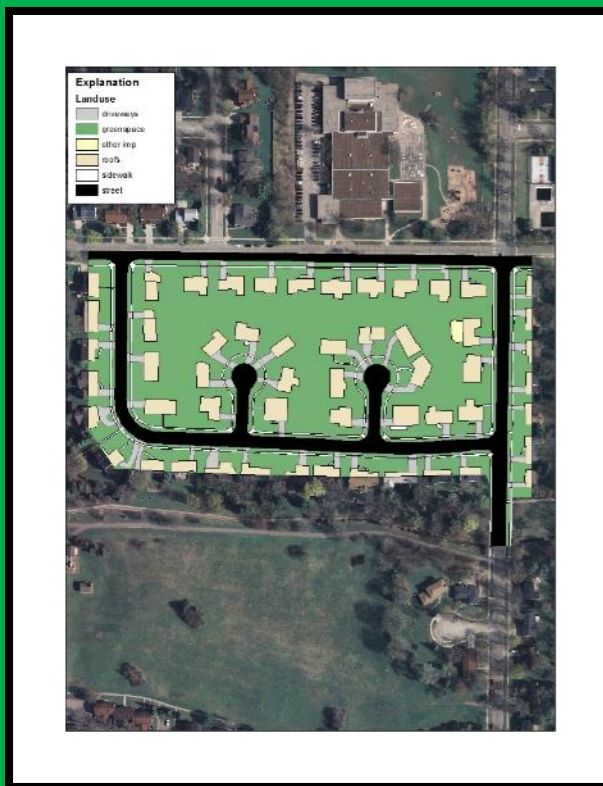 Explanation
Landuse
driveways
greenspace
other imp
roofs
sidewalk
street